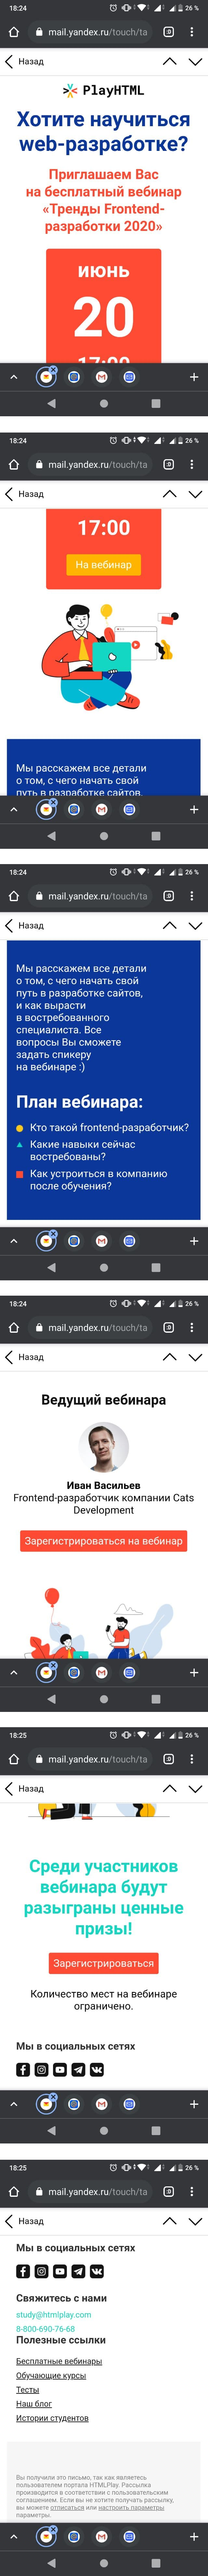 18:24
26 %
mail.yandex.ru/touch/ta
:D
Назад
PlayHTML
Хотите научиться
web-разработке?
Приглашаем Вас
на бесплатный вебинар
«Тренды Frontend-
разработки 2020»
июнь
20
17:00
18:24
26 %
mail.yandex.ru/touch/ta
:D
Назад
17:00
На вебинар
Мы расскажем все детали
о том, с чего начать свой
путь в разработке сайтов,
18:24
26 %
mail.yandex.ru/touch/ta
:D
Назад
Мы расскажем все детали
о том, с чего начать свой
путь в разработке сайтов,
и как вырасти
в востребованного
специалиста. Все
вопросы Вы сможете
задать спикеру
на вебинаре :)
План вебинара:
Кто такой frontend-разработчик?
Какие навыки сейчас
востребованы?
Как устроиться в компанию
после обучения?
18:24
26 %
mail.yandex.ru/touch/ta
:D
Назад
Ведущий вебинара
Иван Васильев
Frontend-разработчик компании Cats
Development
Зарегистрироваться на вебинар
18:25
26 %
mail.yandex.ru/touch/ta
:D
Назад
Среди участников
вебинара будут
разыграны ценные
призы!
Зарегистрироваться
Количество мест на вебинаре
ограничено.
Мы в социальных сетях
18:25
26 %
mail.yandex.ru/touch/ta
:D
Назад
Мы в социальных сетях
Свяжитесь с нами
study@htmlplay.com
8-800-690-76-68
Полезные ссылки
Бесплатные вебинары
Обучающие курсы
Тесты
Наш блог
Истории студентов
Вы получили это письмо, так как являетесь
пользователем портала HTMLPlay. Рассылка
производится в соответствии с пользовательским
соглашением. Если вы не хотите получать рассылку,
вы можете отписаться или настроить параметры
параметры.